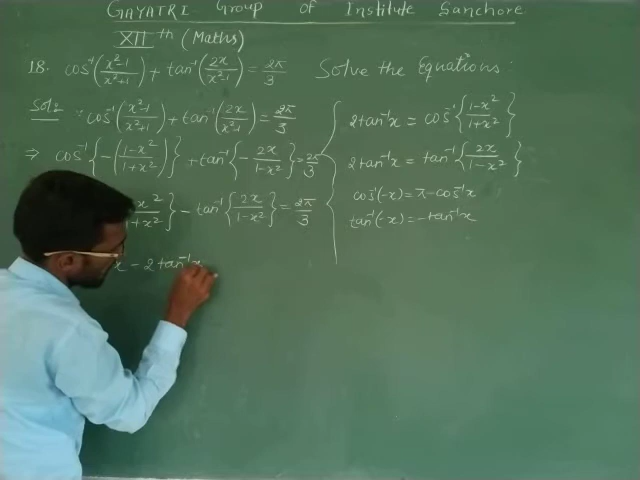 GAYATRI Group of Institute Sanchore
XII th (Maths)
18. cos⁻¹(x²-1/x²+1) + tan⁻¹(2x/x²-1) = 2π/3 Solve the Equations:
Sol: ∵ cos⁻¹(x²-1/x²+1) + tan⁻¹(2x/x²-1) = 2π/3
⇒ cos⁻¹{-(1-x²/1+x²)} + tan⁻¹{-2x/1-x²} = 2π/3
x²/1+x²} - tan⁻¹{2x/1-x²} = 2π/3
x - 2tan⁻¹x
2tan⁻¹x = cos⁻¹{1-x²/1+x²}
2tan⁻¹x = tan⁻¹{2x/1-x²}
cos⁻¹(-x) = π - cos⁻¹x
tan⁻¹(-x) = -tan⁻¹x